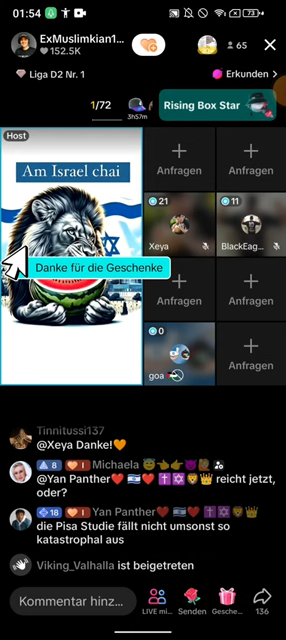 01:54
ExMuslimkian1...
152.5K
65
Liga D2 Nr. 1
Erkunden >
1/72
3h57m
Rising Box Star
Host
Am Israel chai
Danke für die Geschenke
Anfragen
Anfragen
21
Xeya
11
BlackEag...
Anfragen
Anfragen
0
goa
Anfragen
Tinnitussi137
@Xeya Danke!🧡
8 1 Michaela 😇👈👉😈
@Yan Panther❤️ 🇮🇱❤️ ✝️✡️🦁👑 reicht jetzt,
oder?
18 1 Yan Panther❤️ 🇮🇱❤️ ✝️✡️🦁👑
die Pisa Studie fällt nicht umsonst so
katastrophal aus
Viking_Valhalla ist beigetreten
Kommentar hinz...
LIVE mi...
Senden
Gesche...
136